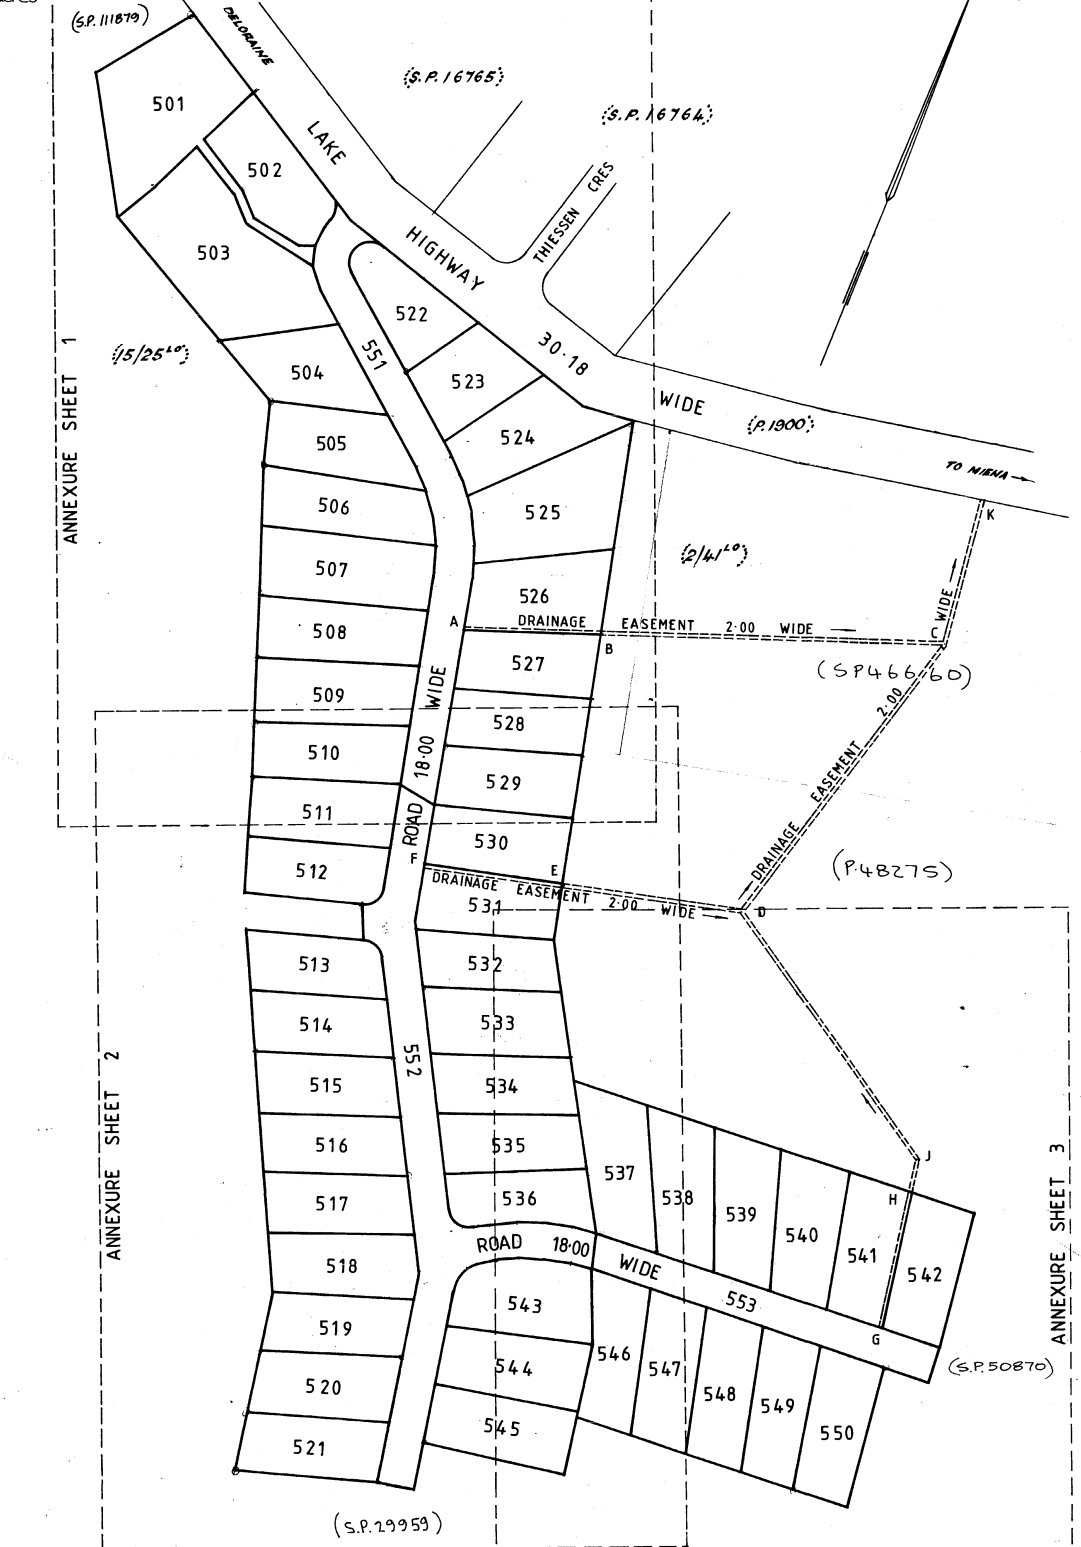 (S.P. 111879)
DELORAINE
(S.P. 16765)
(S.P. 16764)
501
LAKE
502
THIESSEN CRES
503
HIGHWAY
522
551
30·18
(15/25ᴸᴼ)
504
523
WIDE
(P.1900)
524
505
TO MIENA
506
525
K
(2/41ᴸᴼ)
507
526
WIDE
A
DRAINAGE EASEMENT 2·00 WIDE
C
508
B
527
(SP46660)
509
WIDE
2·00
528
510
18·00
529
EASEMENT
511
ROAD
530
DRAINAGE
F
E
(P.48275)
512
DRAINAGE EASEMENT 2·00 WIDE
D
531
513
532
514
533
552
515
534
516
535
J
537
H
517
536
538
539
540
ROAD 18·00
541
WIDE
542
518
553
543
G
519
546
544
547
(S.P.50870)
520
548
549
545
550
521
(S.P.29959)
ANNEXURE SHEET 1
ANNEXURE SHEET 2
ANNEXURE SHEET 3